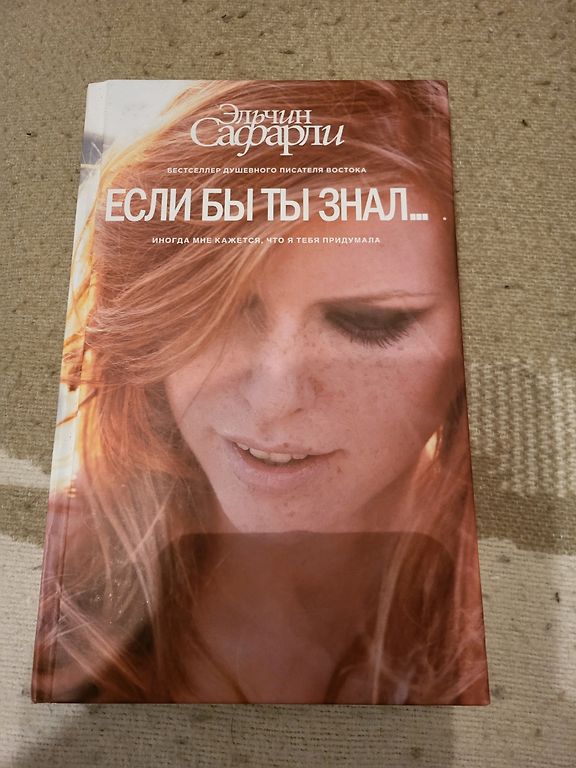 Эльчин
Сафарли
БЕСТСЕЛЛЕР ДУШЕВНОГО ПИСАТЕЛЯ ВОСТОКА
ЕСЛИ БЫ ТЫ ЗНАЛ...
ИНОГДА МНЕ КАЖЕТСЯ, ЧТО Я ТЕБЯ ПРИДУМАЛА